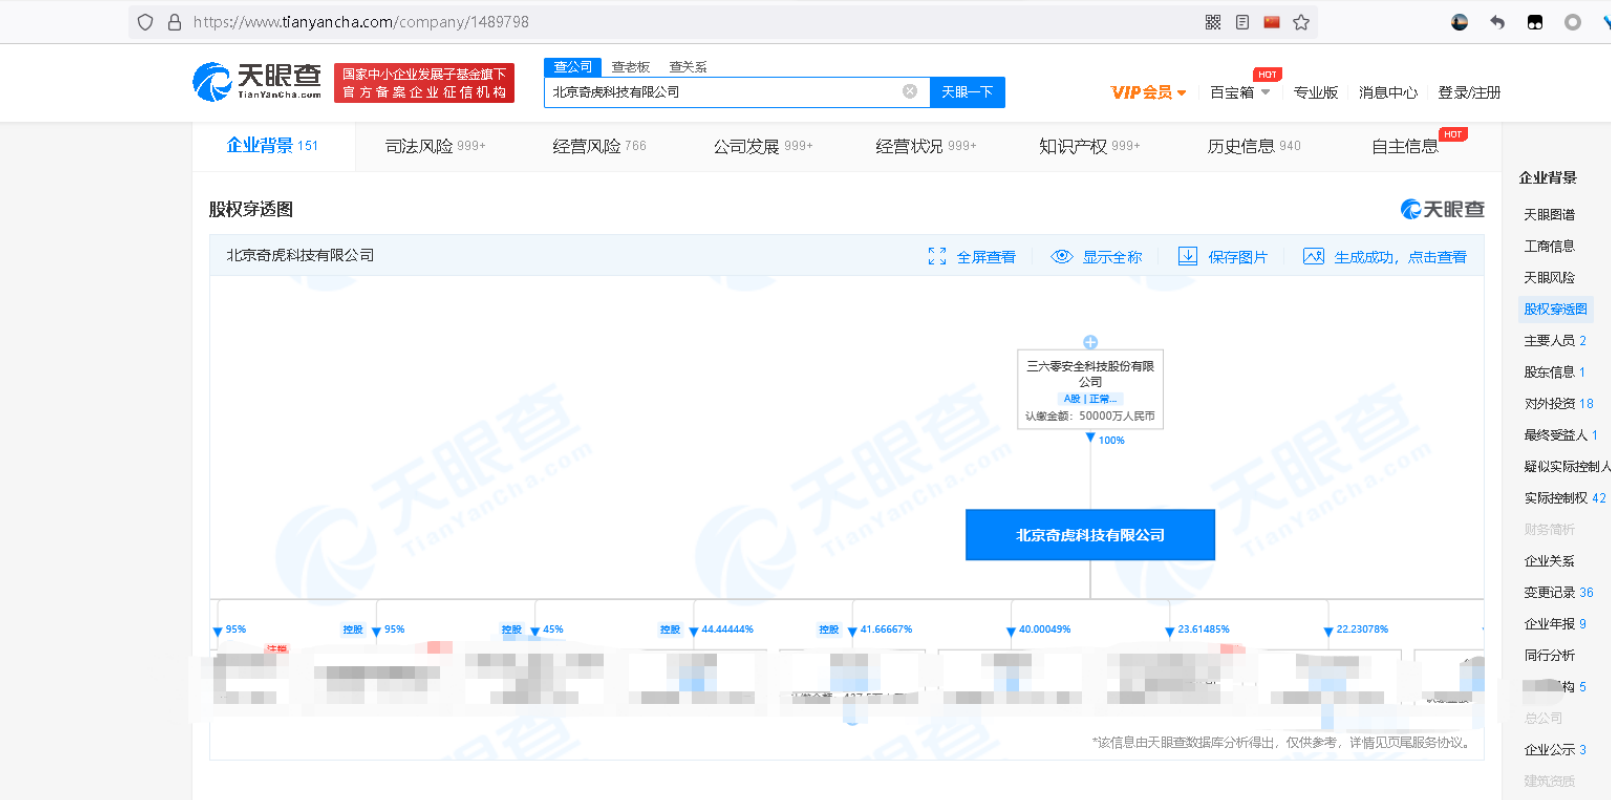 https://www.tianyancha.com/company/1489798
天眼查
TianYanCha.com
国家中小企业发展子基金旗下
官方备案企业征信机构
查公司 查老板 查关系
北京奇虎科技有限公司
天眼一下
VIP会员
HOT
百宝箱
专业版
消息中心
登录/注册
企业背景 151
司法风险 999+
经营风险 766
公司发展 999+
经营状况 999+
知识产权 999+
历史信息 940
自主信息
HOT
股权穿透图
天眼查
北京奇虎科技有限公司
全屏查看
显示全称
保存图片
生成成功，点击查看
三六零安全科技股份有限
公司
A股 | 正常...
认缴金额：50000万人民币
100%
北京奇虎科技有限公司
95%
控股 95%
控股 45%
控股 44.44444%
控股 41.66667%
40.00049%
23.61485%
22.23078%
天眼查
TianYanCha.com
天眼查
TianYanCha.com
天眼查
TianYanCha.com
*该信息由天眼查数据库分析得出，仅供参考，详情见页尾服务协议。
企业背景
天眼图谱
工商信息
天眼风险
股权穿透图
主要人员 2
股东信息 1
对外投资 18
最终受益人 1
疑似实际控制人
实际控制权 42
财务简析
企业关系
变更记录 36
企业年报 9
同行分析
构 5
总公司
企业公示 3
建筑资质